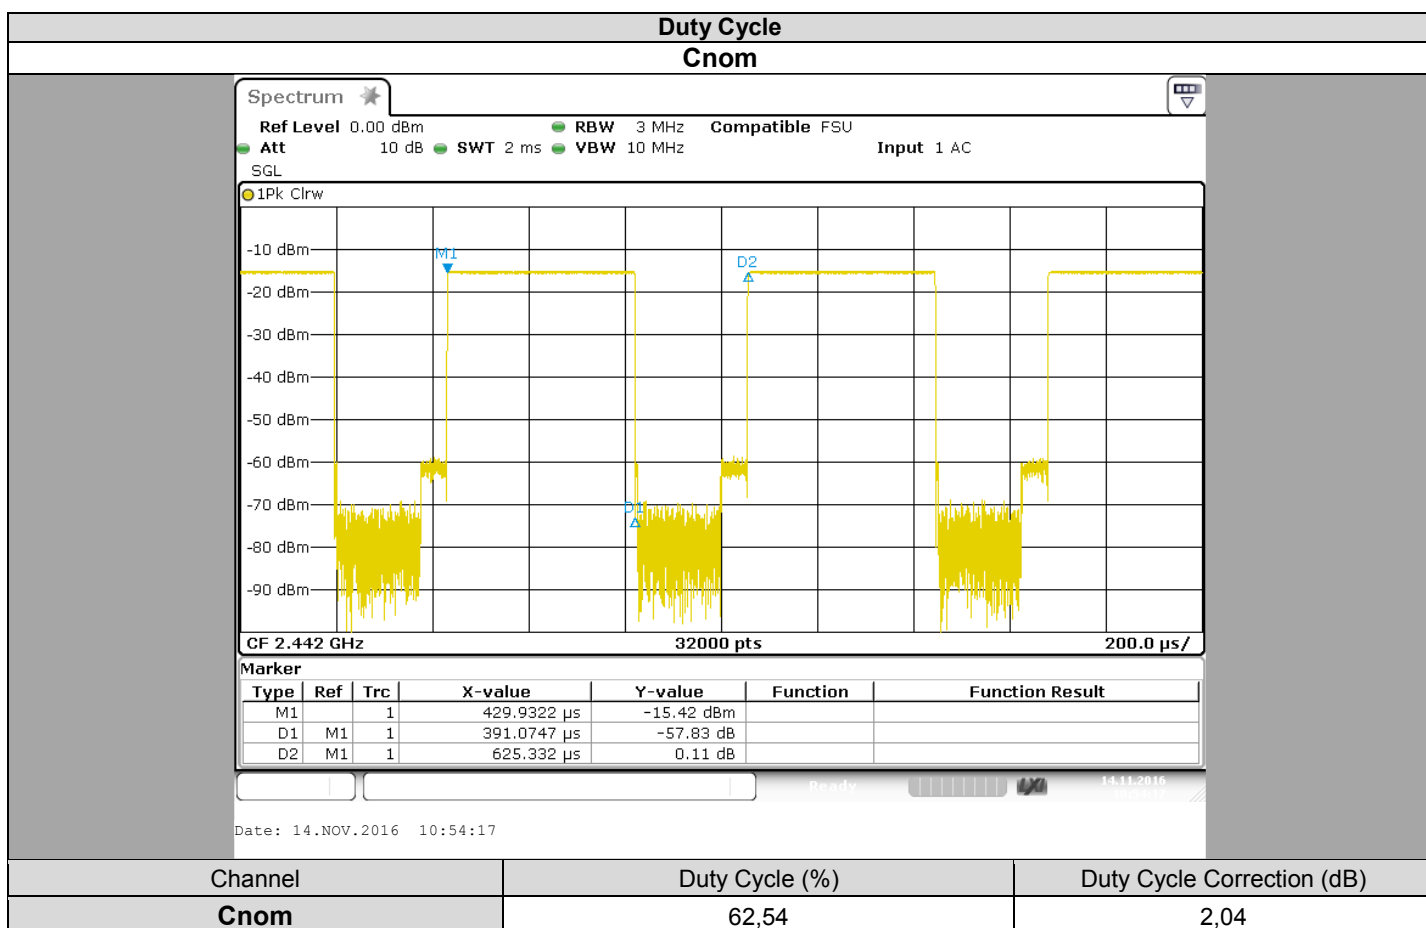 Duty Cycle
Cnom
Spectrum
Ref Level 0.00 dBm RBW 3 MHz Compatible FSU
Att 10 dB SWT 2 ms VBW 10 MHz Input 1 AC
SGL
1Pk Clrw
-10 dBm
M1
D2
-20 dBm
-30 dBm
-40 dBm
-50 dBm
-60 dBm
-70 dBm
D1
-80 dBm
-90 dBm
CF 2.442 GHz 32000 pts 200.0 µs/
Marker
Type Ref Trc X-value Y-value Function Function Result
M1 1 429.9322 µs -15.42 dBm
D1 M1 1 391.0747 µs -57.83 dB
D2 M1 1 625.332 µs 0.11 dB
Ready LXI 14.11.2016
Date: 14.NOV.2016 10:54:17
Channel Duty Cycle (%) Duty Cycle Correction (dB)
Cnom 62,54 2,04